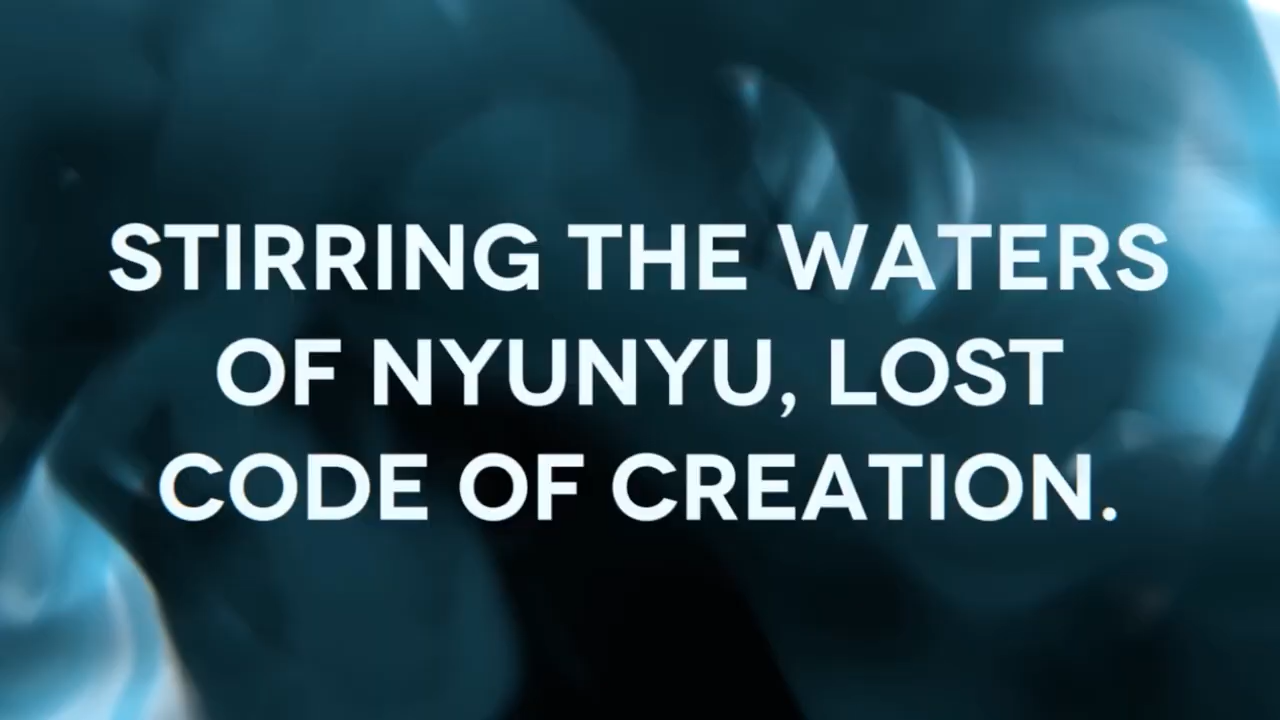 STIRRING THE WATERS
OF NYUNYU, LOST
CODE OF CREATION.